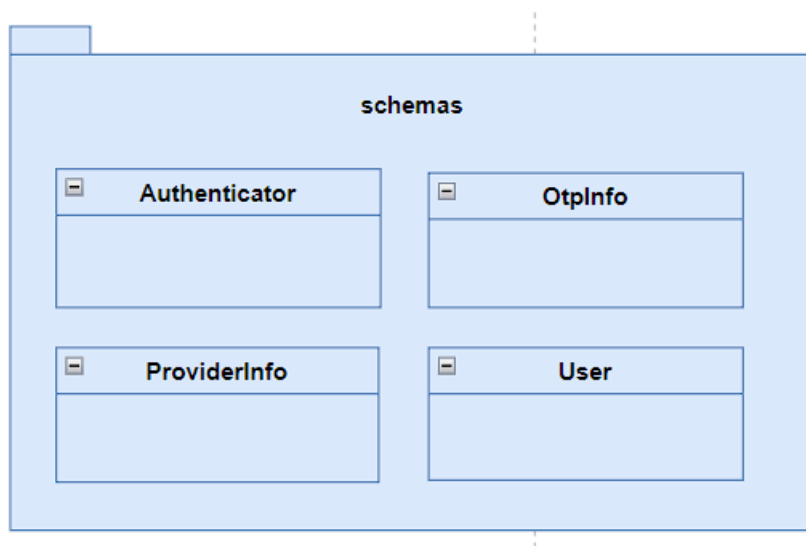 schemas
Authenticator
OtpInfo
ProviderInfo
User